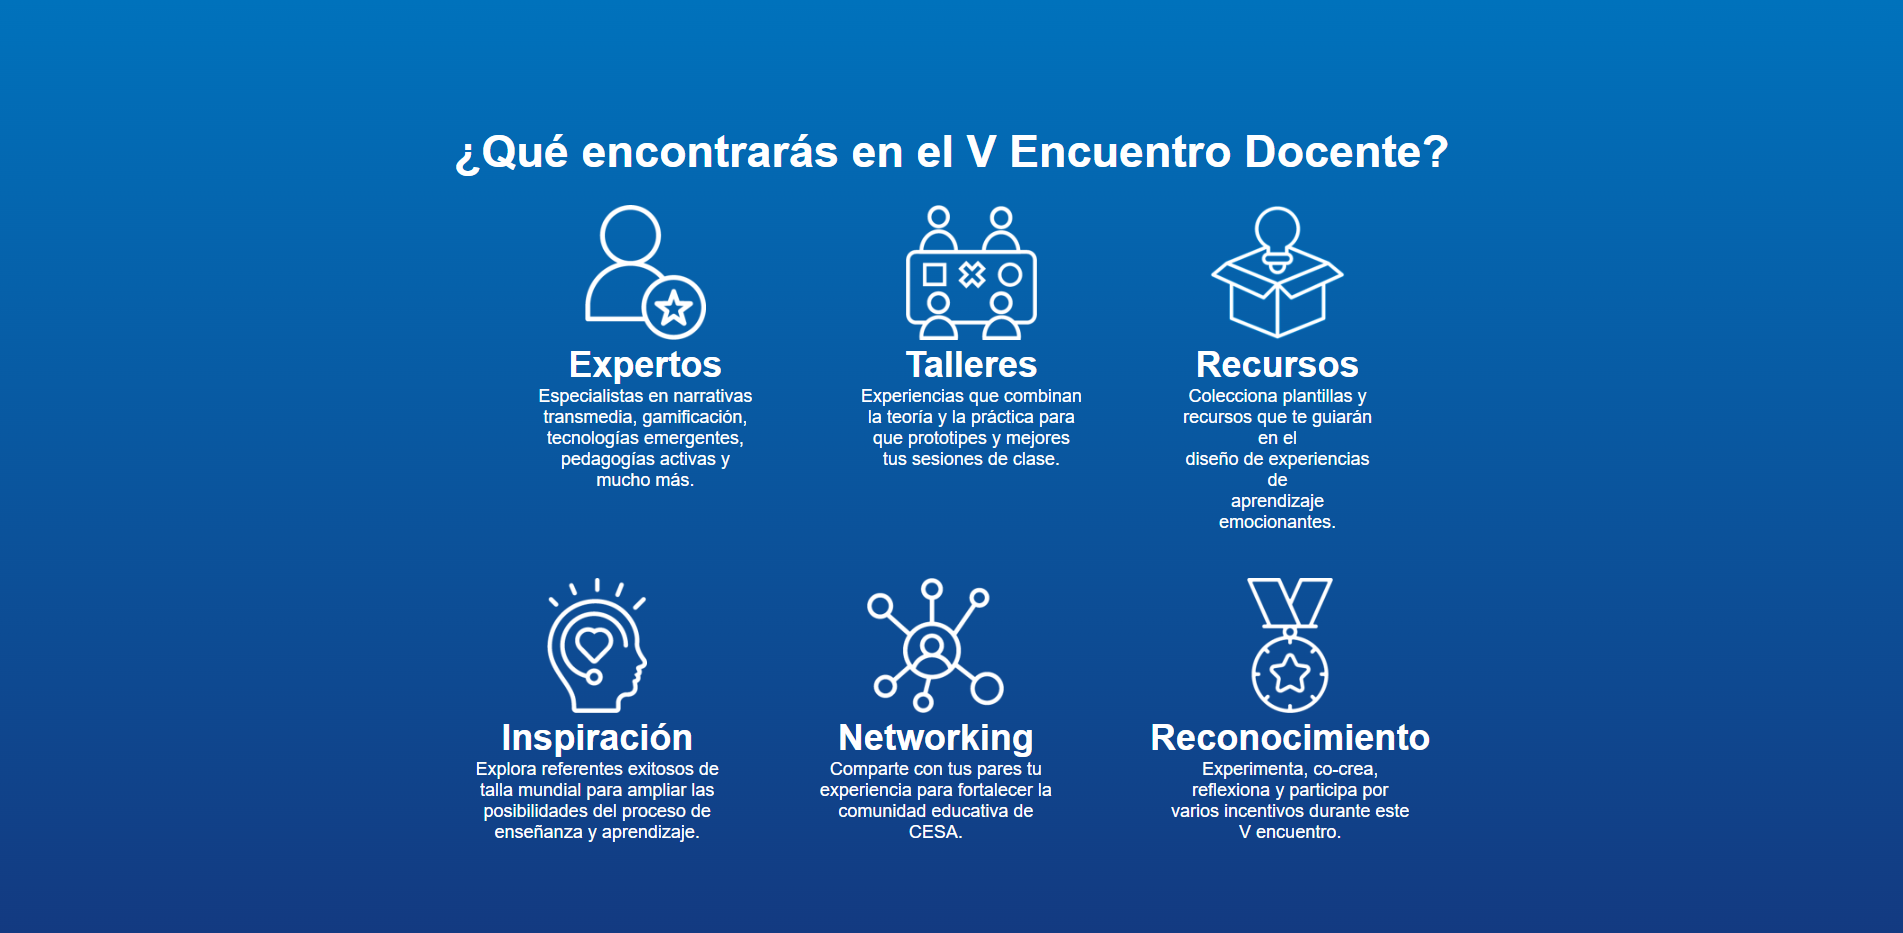 ¿Qué encontrarás en el V Encuentro Docente?
Expertos
Especialistas en narrativas
transmedia, gamificación,
tecnologías emergentes,
pedagogías activas y
mucho más.
Talleres
Experiencias que combinan
la teoría y la práctica para
que prototipes y mejores
tus sesiones de clase.
Recursos
Colecciona plantillas y
recursos que te guiarán
en el
diseño de experiencias
de
aprendizaje
emocionantes.
Inspiración
Explora referentes exitosos de
talla mundial para ampliar las
posibilidades del proceso de
enseñanza y aprendizaje.
Networking
Comparte con tus pares tu
experiencia para fortalecer la
comunidad educativa de
CESA.
Reconocimiento
Experimenta, co-crea,
reflexiona y participa por
varios incentivos durante este
V encuentro.